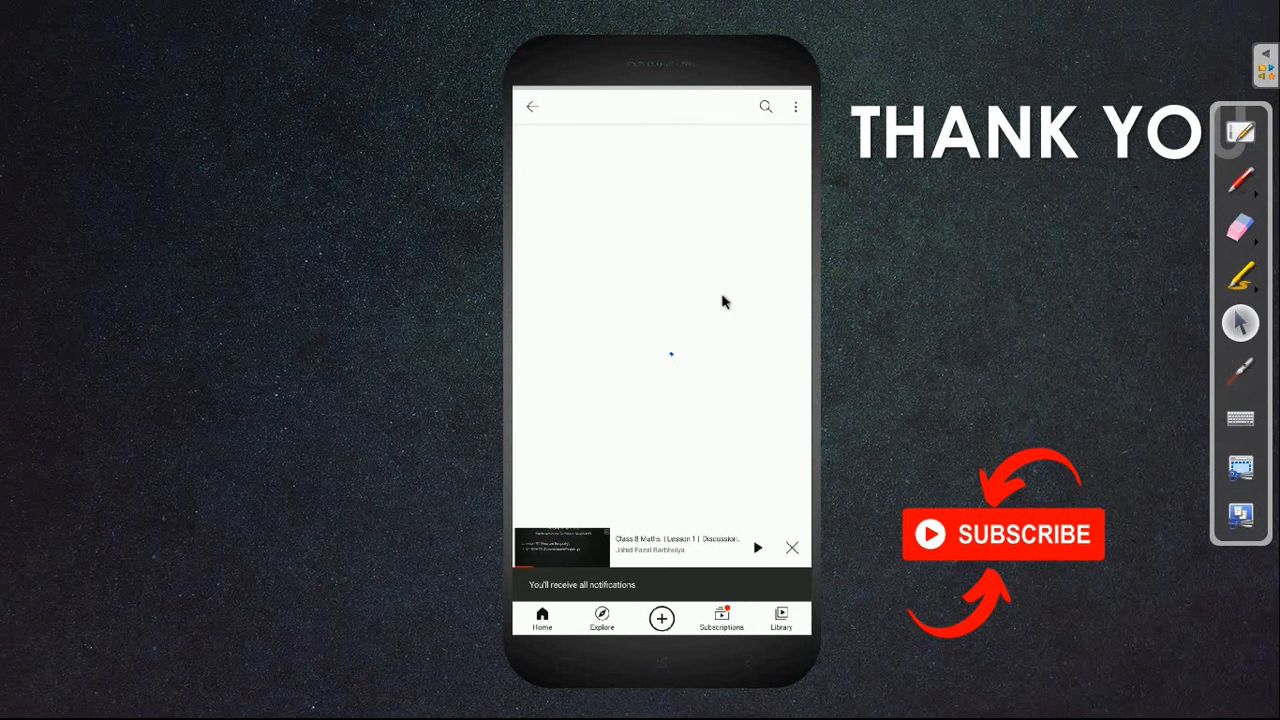 THANK YOU
SUBSCRIBE
Class 8 Maths | Lesson 1 | Discussion..
Jahid Fazal Barbhuiya
You'll receive all notifications
Home
Explore
Subscriptions
Library